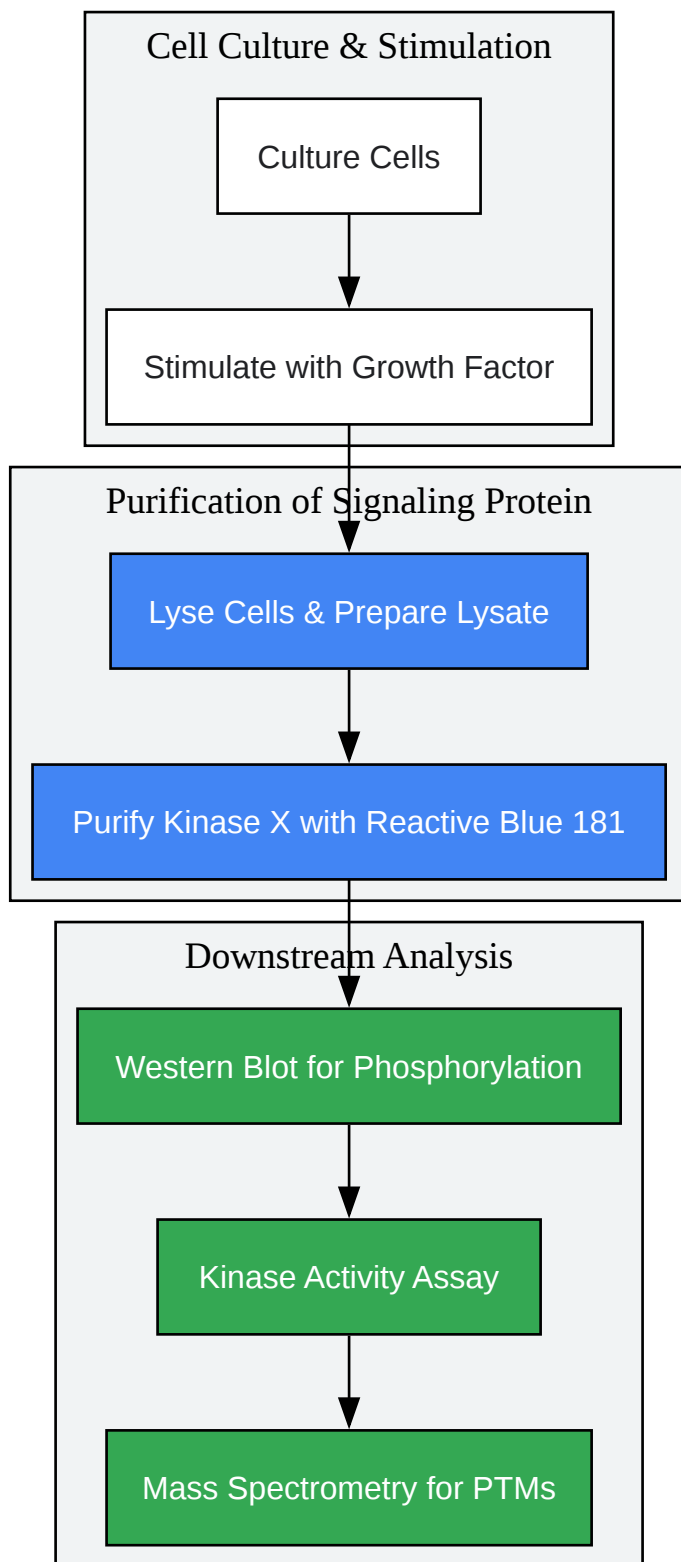 Cell Culture & Stimulation
Culture Cells
Stimulate with Growth Factor
Purification of Signaling Protein
Lyse Cells & Prepare Lysate
Purify Kinase X with Reactive Blue 181
Downstream Analysis
Western Blot for Phosphorylation
Kinase Activity Assay
Mass Spectrometry for PTMs